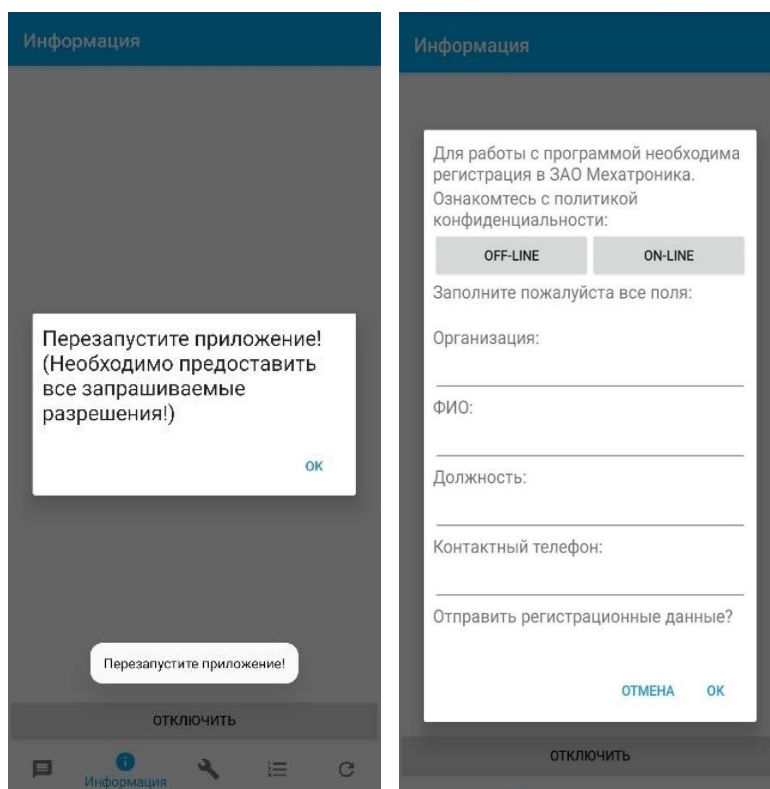 Информация
Перезапустите приложение!
(Необходимо предоставить
все запрашиваемые
разрешения!)
OK
Перезапустите приложение!
ОТКЛЮЧИТЬ
Информация
Информация
Для работы с программой необходима
регистрация в ЗАО Мехатроника.
Ознакомтесь с политикой
конфиденциальности:
OFF-LINE
ON-LINE
Заполните пожалуйста все поля:
Организация:
ФИО:
Должность:
Контактный телефон:
Отправить регистрационные данные?
ОТМЕНА
OK
ОТКЛЮЧИТЬ